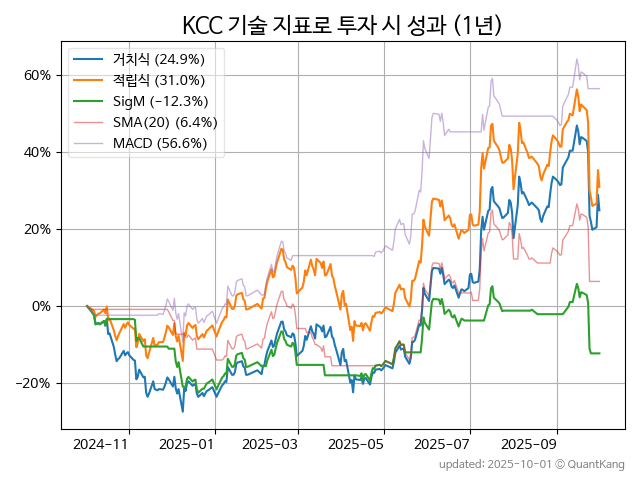 KCC 기술 지표로 투자 시 성과 (1년)
거치식 (24.9%)
적립식 (31.0%)
SigM (−12.3%)
SMA(20) (6.4%)
MACD (56.6%)
60%
40%
20%
0%
−20%
2024-11 2025-01 2025-03 2025-05 2025-07 2025-09
updated: 2025-10-01 © QuantKang